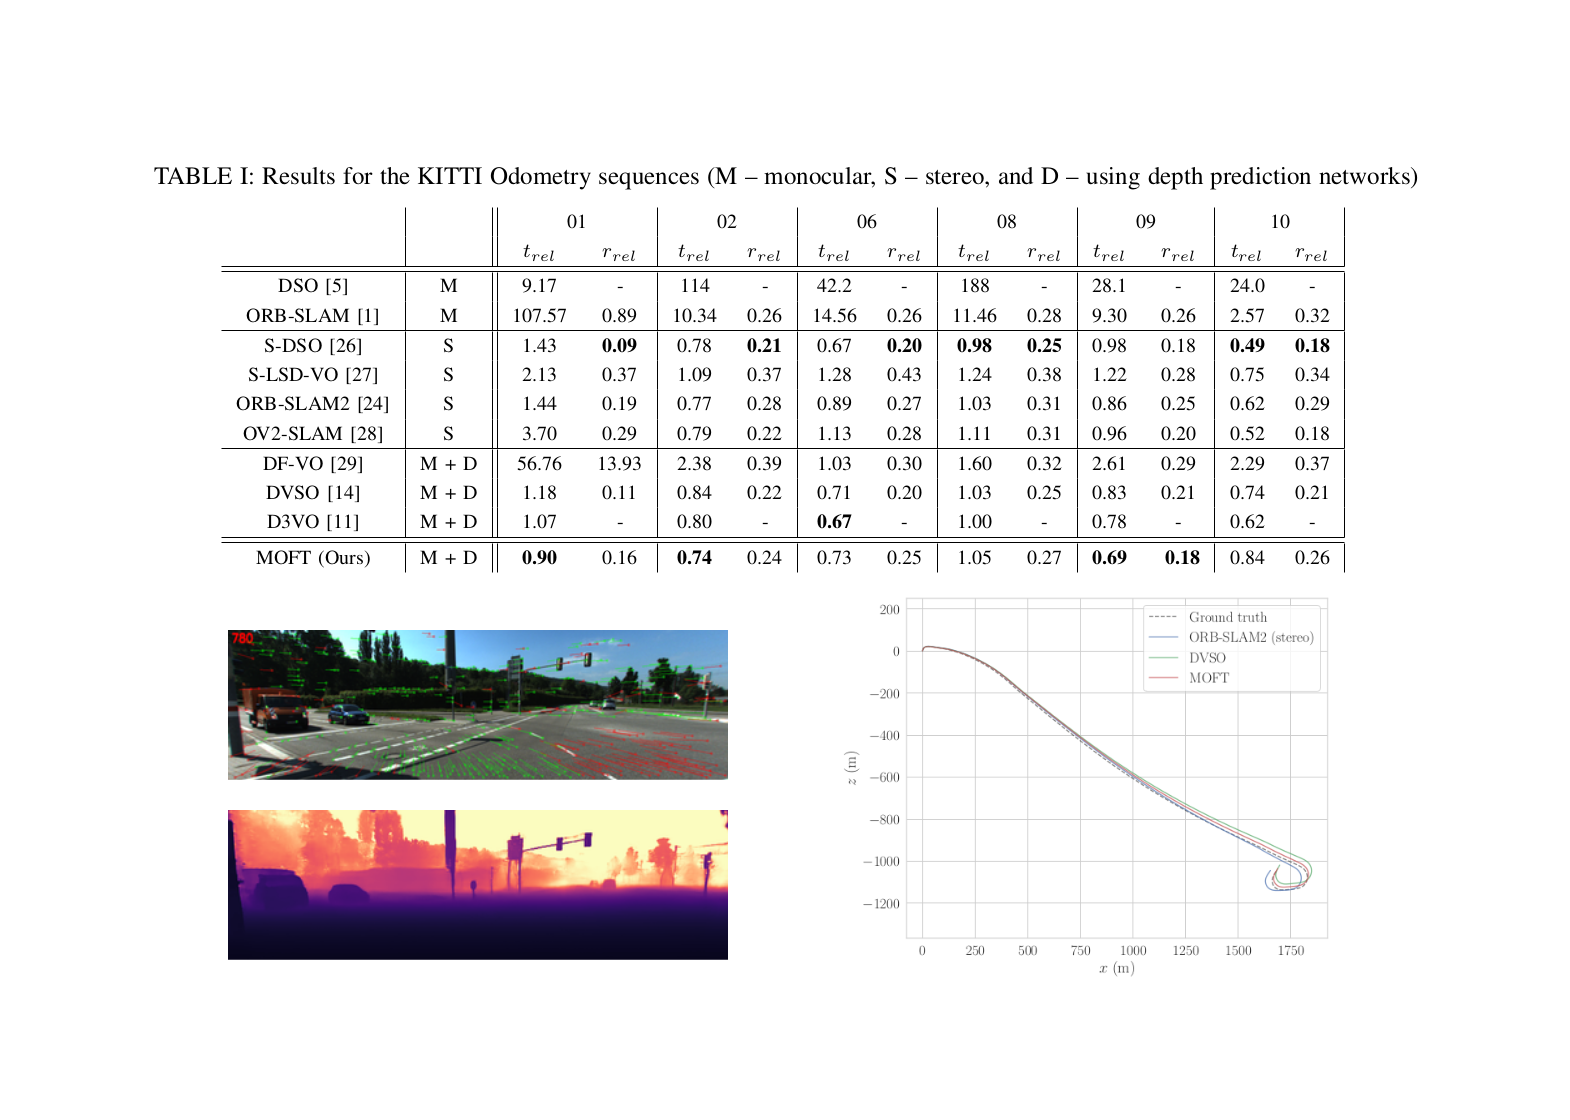 TABLE I: Results for the KITTI Odometry sequences (M – monocular, S – stereo, and D – using depth prediction networks)
01 02 06 08 09 10
t_rel r_rel t_rel r_rel t_rel r_rel t_rel r_rel t_rel r_rel t_rel r_rel
DSO [5] M 9.17 - 114 - 42.2 - 188 - 28.1 - 24.0 -
ORB-SLAM [1] M 107.57 0.89 10.34 0.26 14.56 0.26 11.46 0.28 9.30 0.26 2.57 0.32
S-DSO [26] S 1.43 0.09 0.78 0.21 0.67 0.20 0.98 0.25 0.98 0.18 0.49 0.18
S-LSD-VO [27] S 2.13 0.37 1.09 0.37 1.28 0.43 1.24 0.38 1.22 0.28 0.75 0.34
ORB-SLAM2 [24] S 1.44 0.19 0.77 0.28 0.89 0.27 1.03 0.31 0.86 0.25 0.62 0.29
OV2-SLAM [28] S 3.70 0.29 0.79 0.22 1.13 0.28 1.11 0.31 0.96 0.20 0.52 0.18
DF-VO [29] M + D 56.76 13.93 2.38 0.39 1.03 0.30 1.60 0.32 2.61 0.29 2.29 0.37
DVSO [14] M + D 1.18 0.11 0.84 0.22 0.71 0.20 1.03 0.25 0.83 0.21 0.74 0.21
D3VO [11] M + D 1.07 - 0.80 - 0.67 - 1.00 - 0.78 - 0.62 -
MOFT (Ours) M + D 0.90 0.16 0.74 0.24 0.73 0.25 1.05 0.27 0.69 0.18 0.84 0.26
780
200
0
−200
−400
−600
−800
−1000
−1200
z (m)
Ground truth
ORB-SLAM2 (stereo)
DVSO
MOFT
0 250 500 750 1000 1250 1500 1750
x (m)